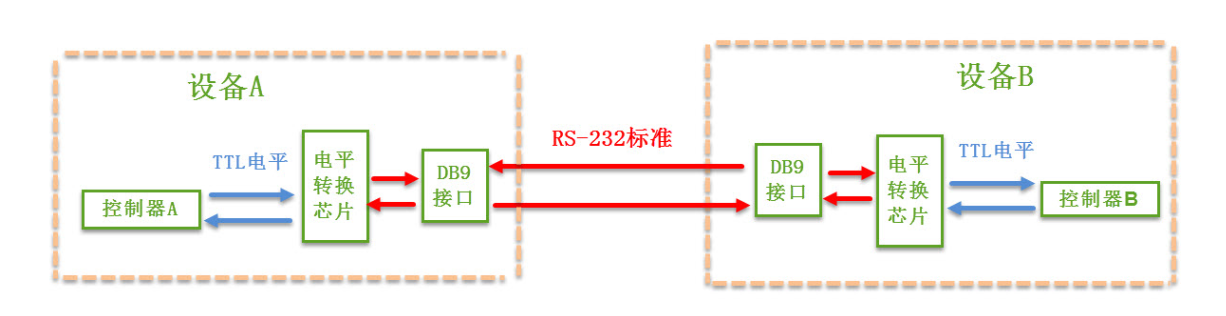 设备A
设备B
RS-232标准
TTL电平
电平
转换
芯片
DB9
接口
控制器A
DB9
接口
电平
转换
芯片
TTL电平
控制器B